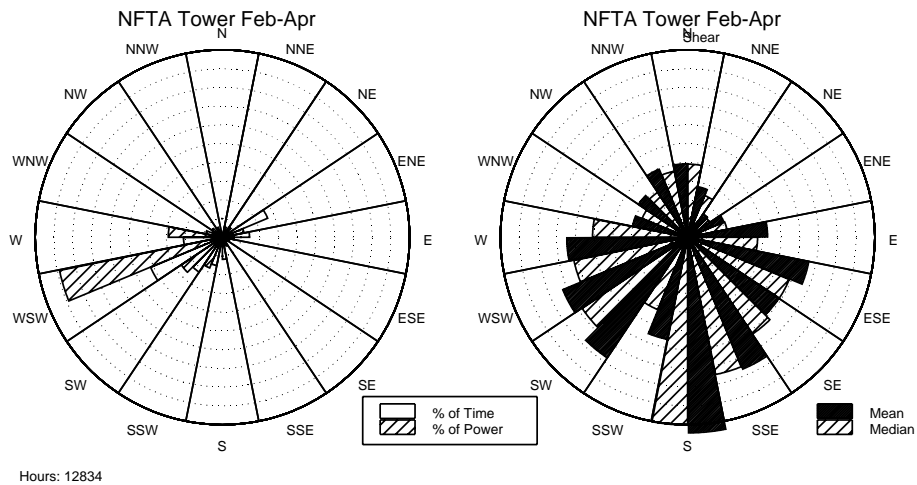 NFTA Tower Feb-Apr
N
NNE
NE
ENE
E
ESE
SE
SSE
S
SSW
SW
WSW
W
WNW
NW
NNW
% of Time
% of Power
Hours: 12834
NFTA Tower Feb-Apr
N
Shear
NNE
NE
ENE
E
ESE
SE
SSE
S
SSW
SW
WSW
W
WNW
NW
NNW
Mean
Median